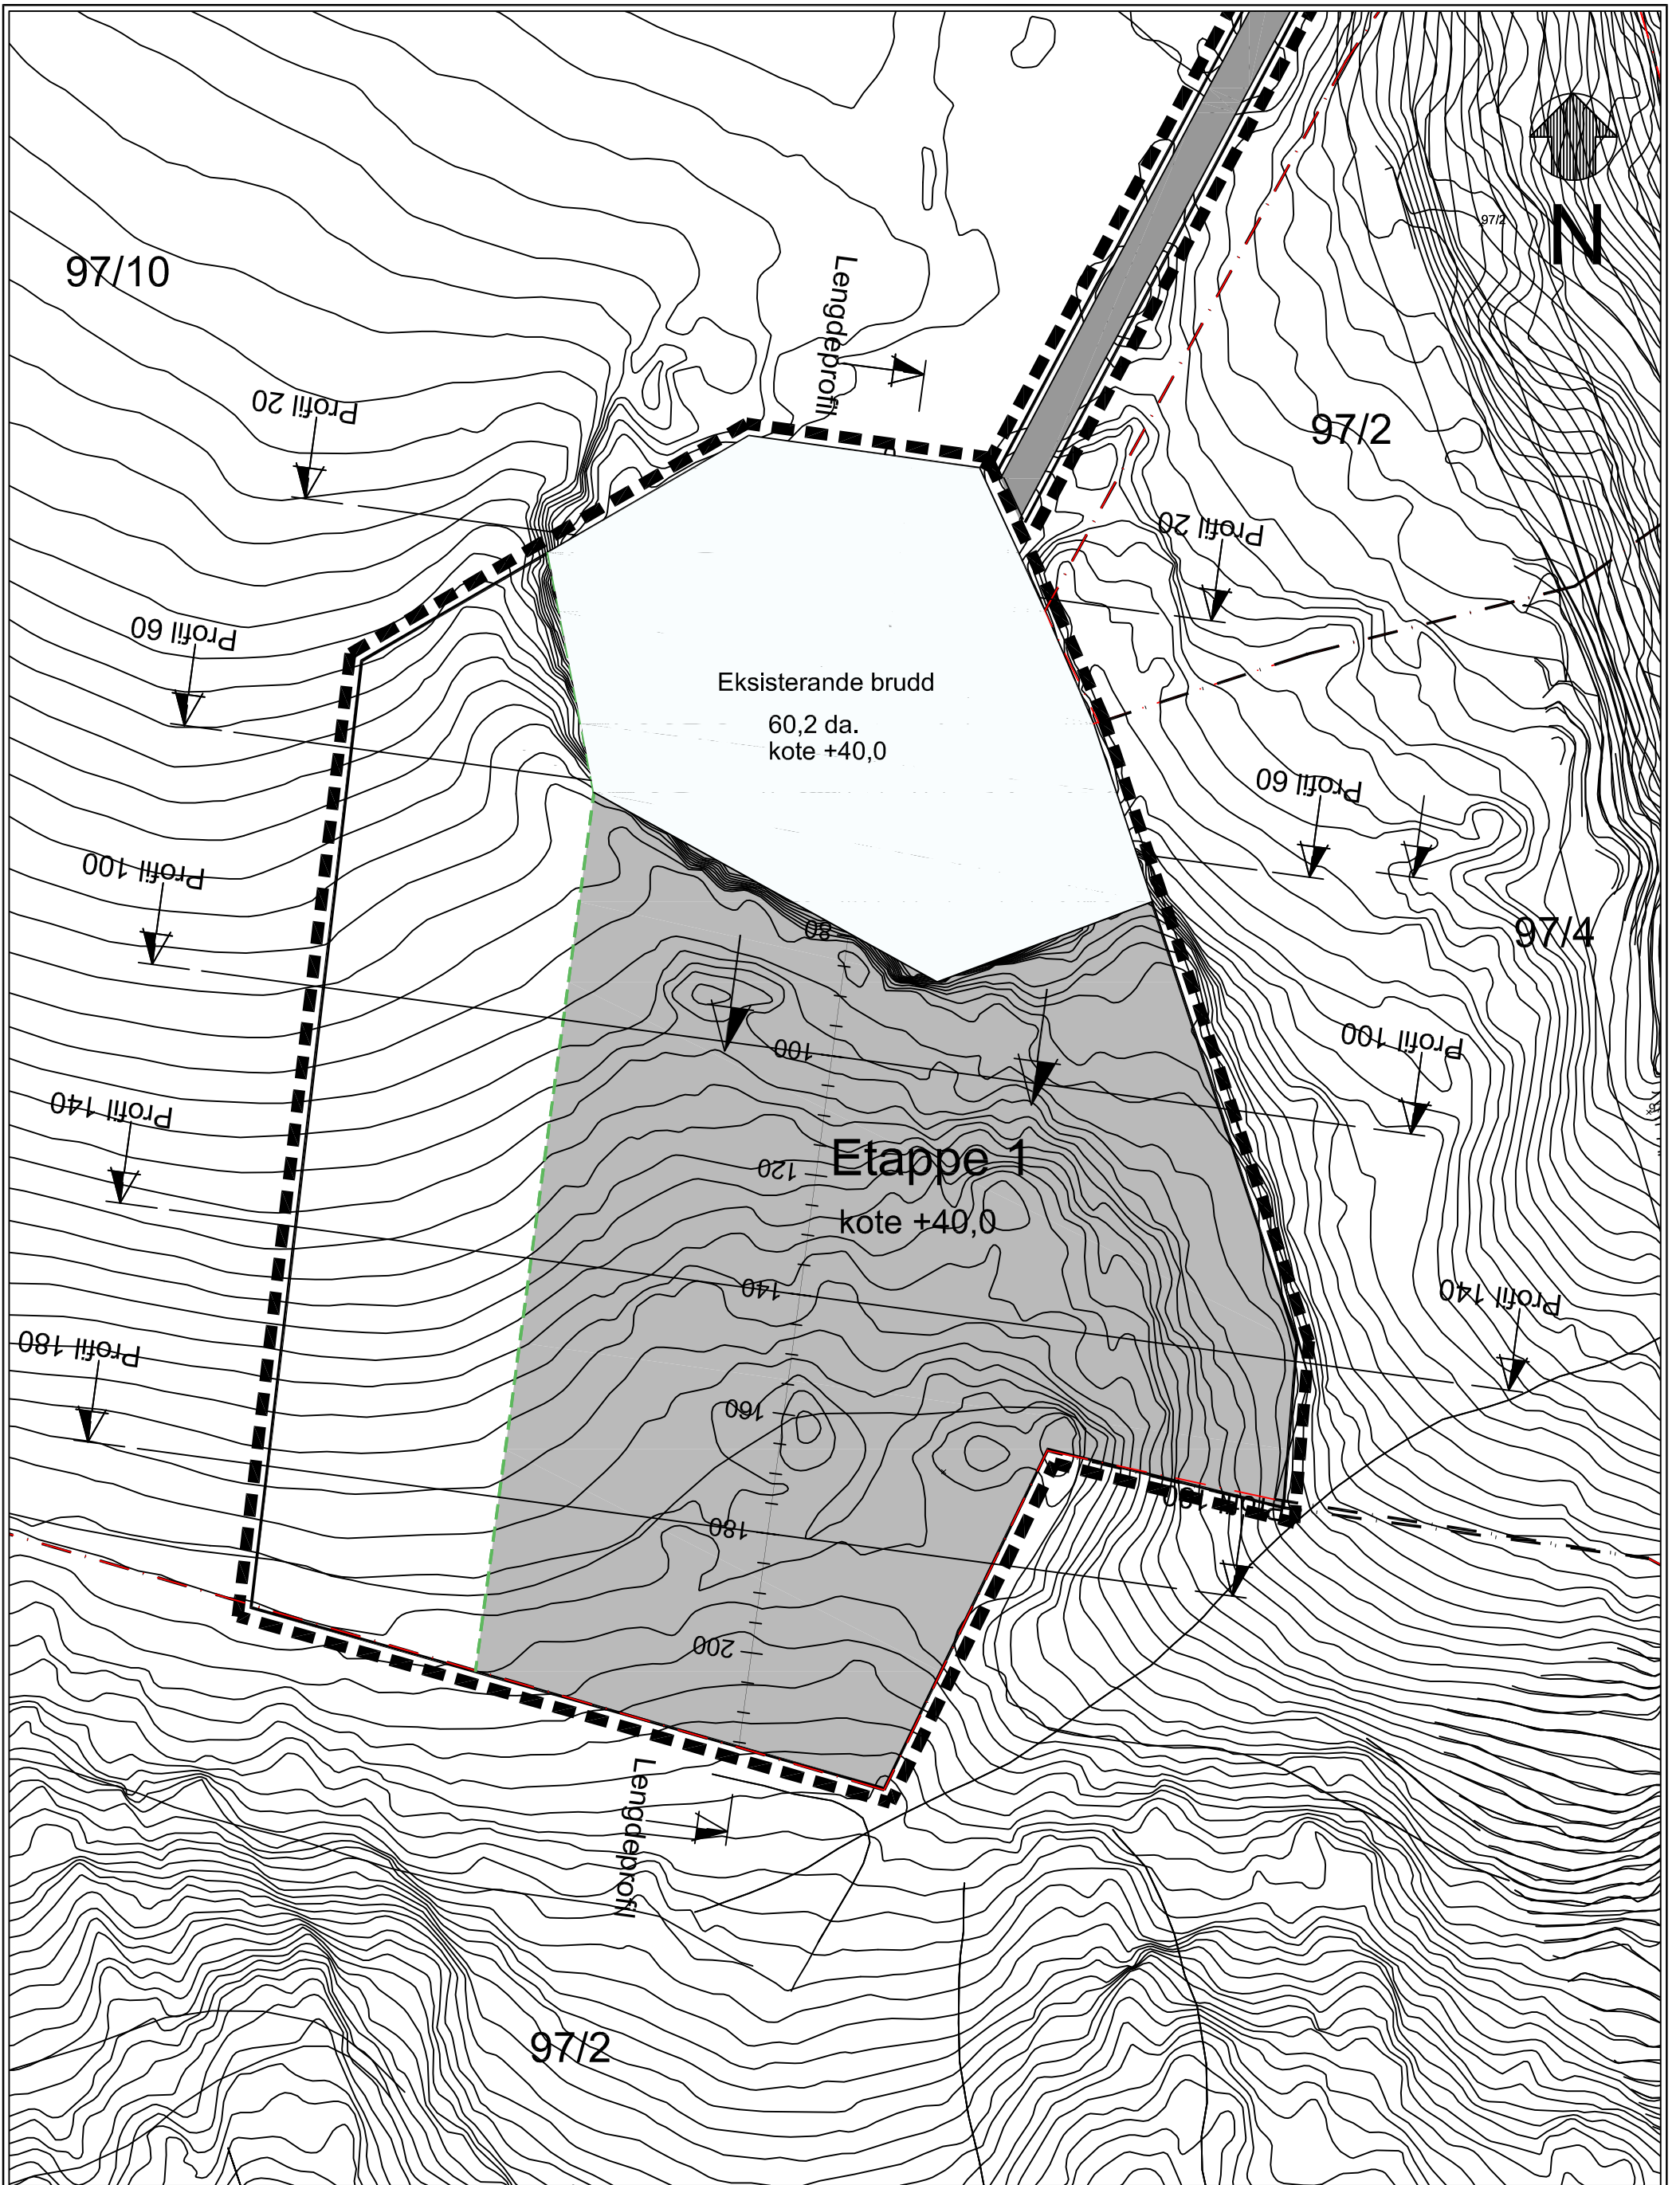 97/2
N
97/10
Lengdeprofil
Profil 20
97/2
Profil 20
Profil 60
Eksisterande brudd
60,2 da.
kote +40,0
Profil 60
Profil 100
80
97/4
100
Profil 100
Profil 140
120
Etappe 1
kote +40,0
140
Profil 140
Profil 180
160
180
200
Lengdeprofil
97/2